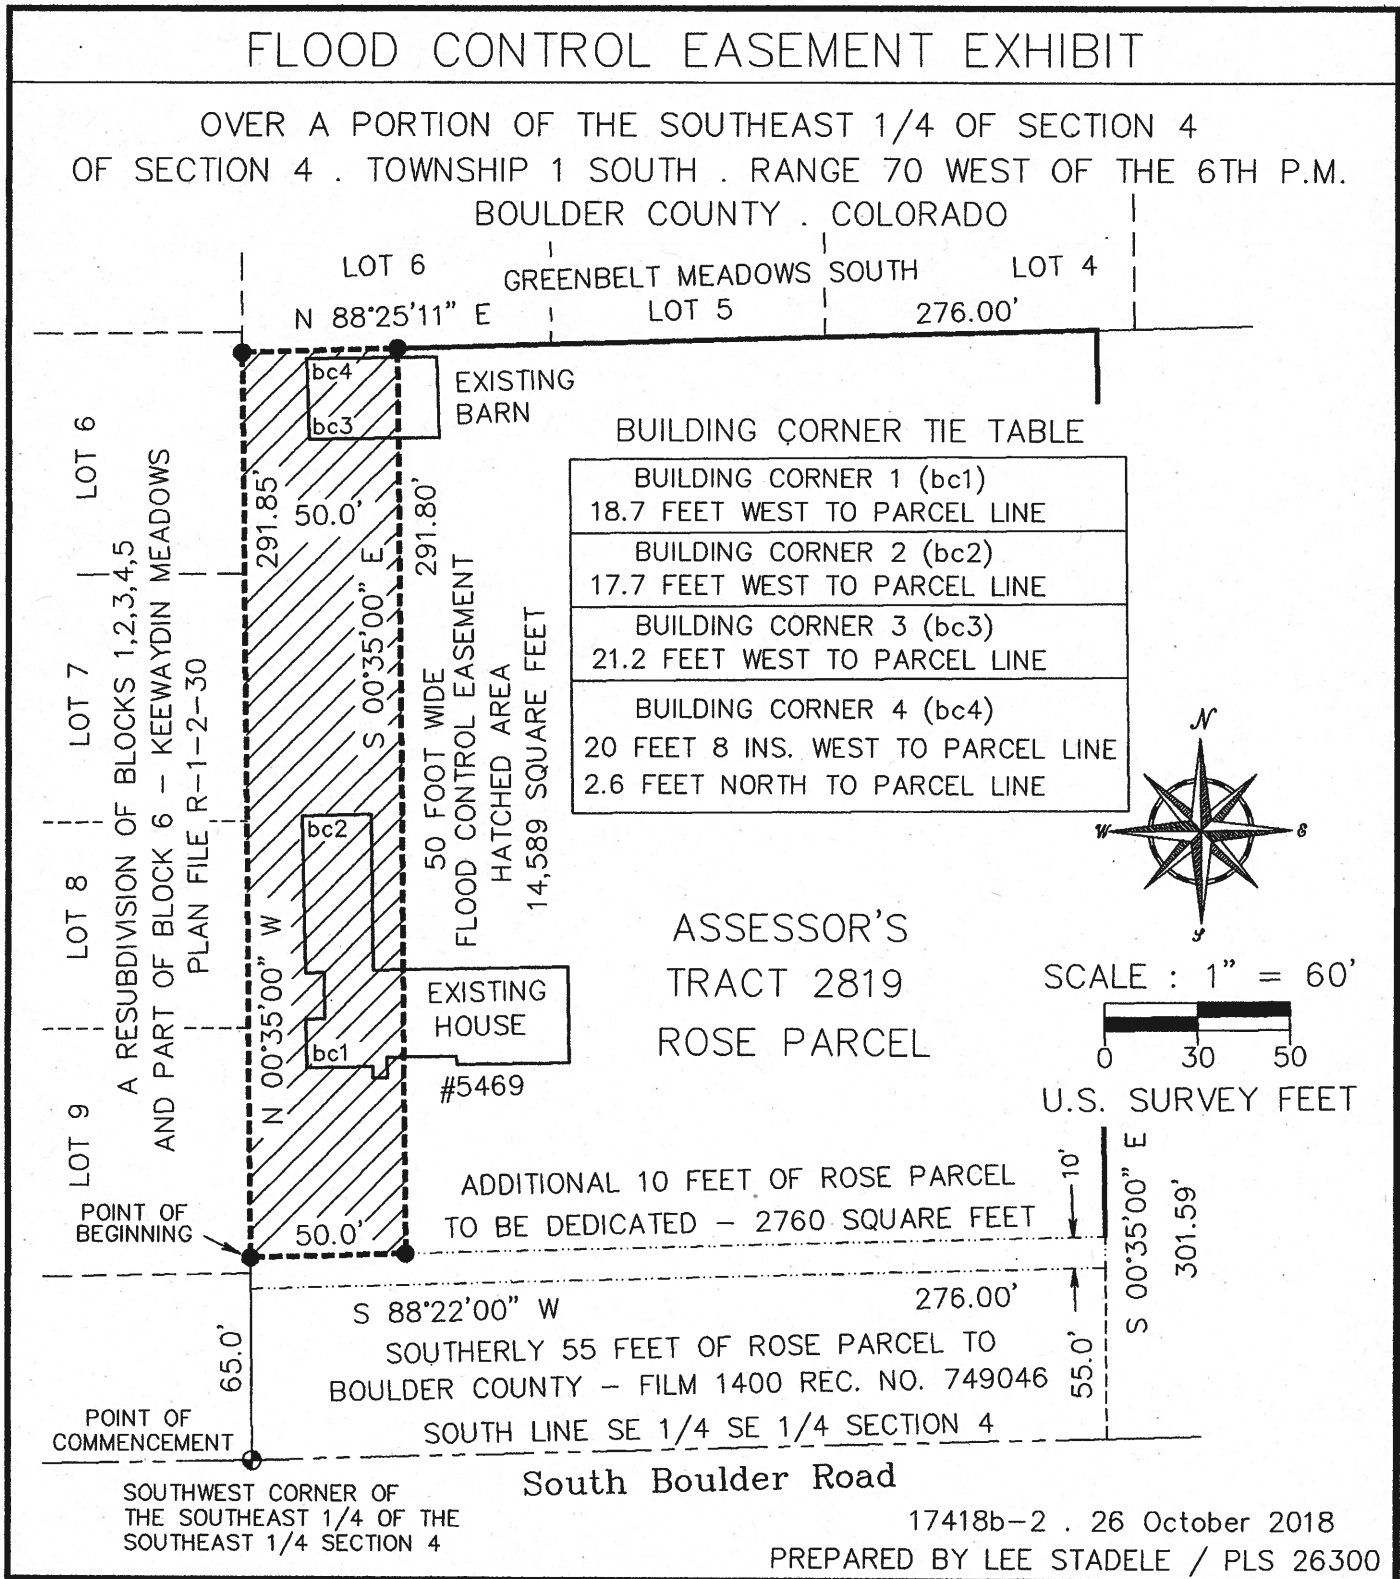 FLOOD CONTROL EASEMENT EXHIBIT
OVER A PORTION OF THE SOUTHEAST 1/4 OF SECTION 4
OF SECTION 4 . TOWNSHIP 1 SOUTH . RANGE 70 WEST OF THE 6TH P.M.
BOULDER COUNTY . COLORADO
LOT 6
GREENBELT MEADOWS SOUTH
LOT 4
N 88°25'11" E
LOT 5
276.00'
bc4
bc3
EXISTING
BARN
LOT 6
LOT 7
LOT 8
LOT 9
A RESUBDIVISION OF BLOCKS 1,2,3,4,5
AND PART OF BLOCK 6 – KEEWAYDIN MEADOWS
PLAN FILE R–1–2–30
291.85'
50.0'
S 00°35'00" E
291.80'
50 FOOT WIDE
FLOOD CONTROL EASEMENT
HATCHED AREA
14,589 SQUARE FEET
BUILDING CORNER TIE TABLE
BUILDING CORNER 1 (bc1)
18.7 FEET WEST TO PARCEL LINE
BUILDING CORNER 2 (bc2)
17.7 FEET WEST TO PARCEL LINE
BUILDING CORNER 3 (bc3)
21.2 FEET WEST TO PARCEL LINE
BUILDING CORNER 4 (bc4)
20 FEET 8 INS. WEST TO PARCEL LINE
2.6 FEET NORTH TO PARCEL LINE
N
W
E
S
bc2
N 00°35'00" W
bc1
EXISTING
HOUSE
#5469
ASSESSOR'S
TRACT 2819
ROSE PARCEL
SCALE : 1" = 60'
0 30 50
U.S. SURVEY FEET
POINT OF
BEGINNING
50.0'
ADDITIONAL 10 FEET OF ROSE PARCEL
TO BE DEDICATED – 2760 SQUARE FEET
10'
S 00°35'00" E
301.59'
S 88°22'00" W
276.00'
SOUTHERLY 55 FEET OF ROSE PARCEL TO
BOULDER COUNTY – FILM 1400 REC. NO. 749046
55.0'
65.0'
POINT OF
COMMENCEMENT
SOUTH LINE SE 1/4 SE 1/4 SECTION 4
South Boulder Road
SOUTHWEST CORNER OF
THE SOUTHEAST 1/4 OF THE
SOUTHEAST 1/4 SECTION 4
17418b–2 . 26 October 2018
PREPARED BY LEE STADELE / PLS 26300